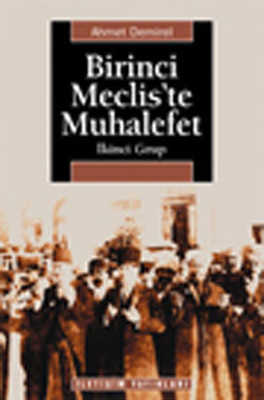 Ahmet Demirel
Birinci
Meclis'te
Muhalefet
İkinci Grup
İLETİŞİM YAYINLARI